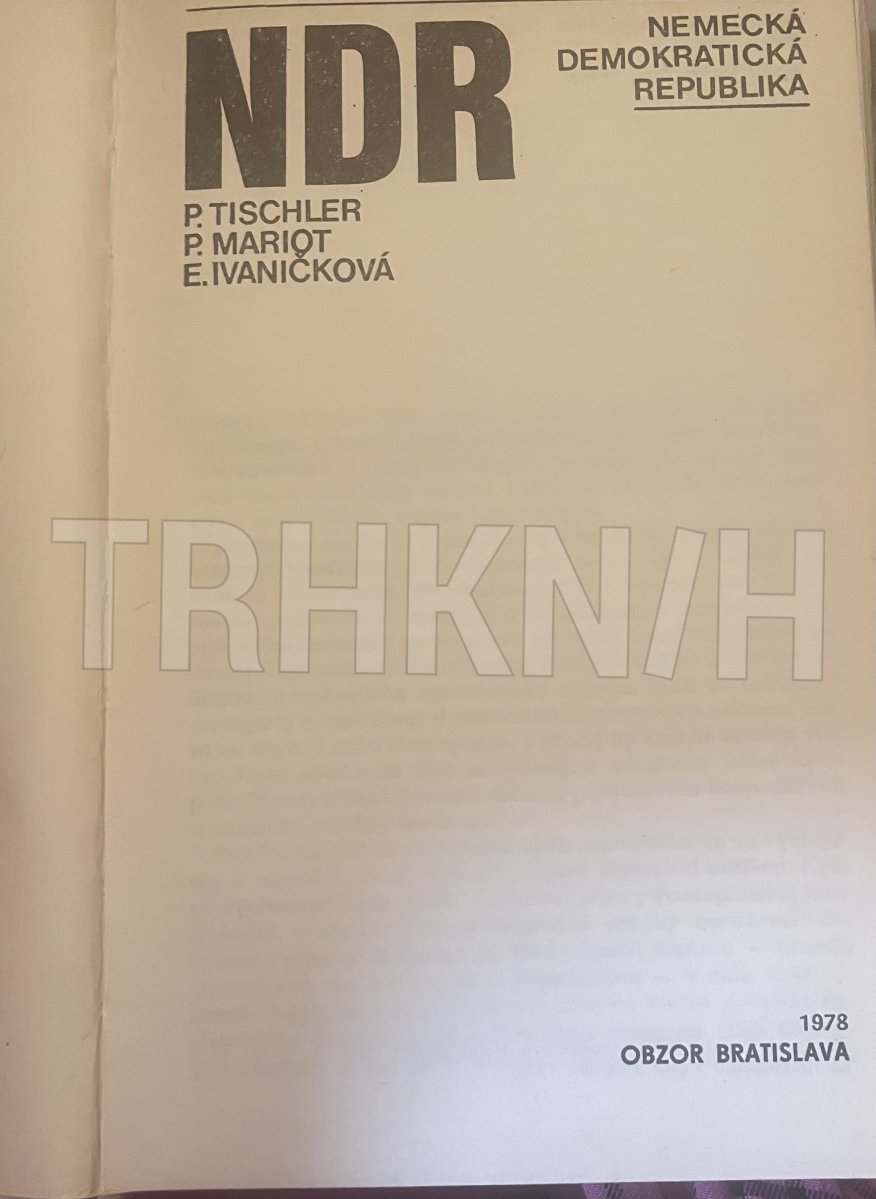 NDR
NEMECKÁ
DEMOKRATICKÁ
REPUBLIKA
P. TISCHLER
P. MARIOT
E. IVANIČKOVÁ
TRHKN/H
1978
OBZOR BRATISLAVA